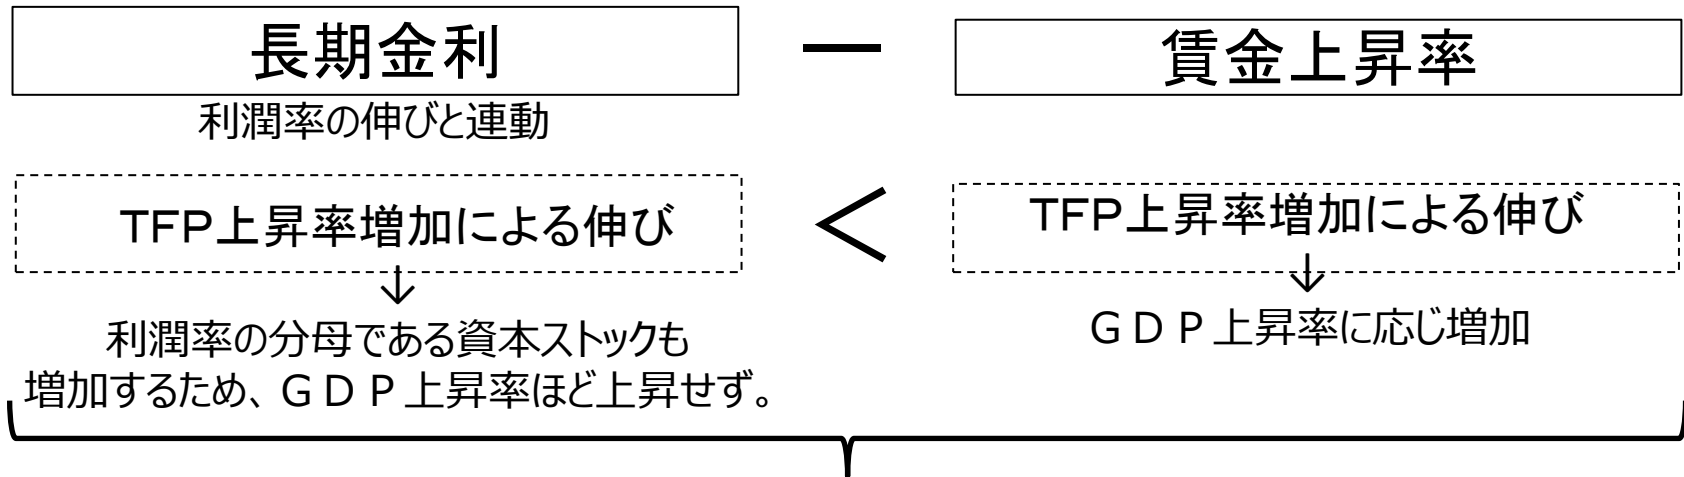 長期金利
ー
賃金上昇率
利潤率の伸びと連動
TFP上昇率増加による伸び
<
TFP上昇率増加による伸び
↓
↓
利潤率の分母である資本ストックも
増加するため、ＧＤＰ上昇率ほど上昇せず。
ＧＤＰ上昇率に応じ増加